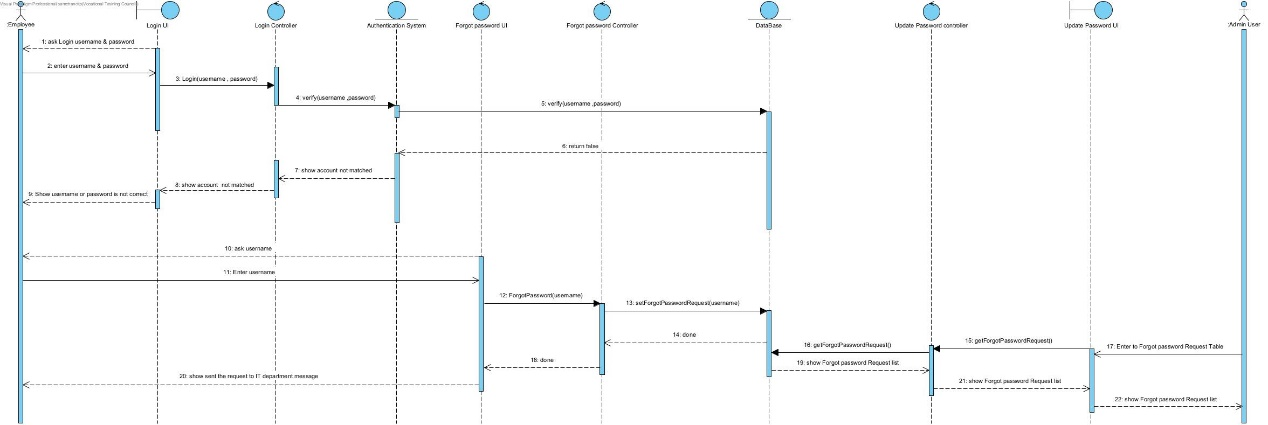 :Employee
Login UI
Login Controller
Authentication System
Forgot password UI
Forgot password Controller
DataBase
Update Password controller
Update Password UI
:Admin User
1: ask Login username & password
2: enter username & password
3: Login(username , password)
4: verify(username ,password)
5: verify(username ,password)
6: return false
7: show account not matched
8: show account not matched
9: Show username or password is not correct
10: ask username
11: Enter username
12: ForgotPassword(username)
13: setForgotPasswordRequest(username)
14: done
15: getForgotPasswordRequest()
16: getForgotPasswordRequest()
17: Enter to Forgot password Request Table
18: done
19: show Forgot password Request list
20: show sent the request to IT department message
21: show Forgot password Request list
22: show Forgot password Request list